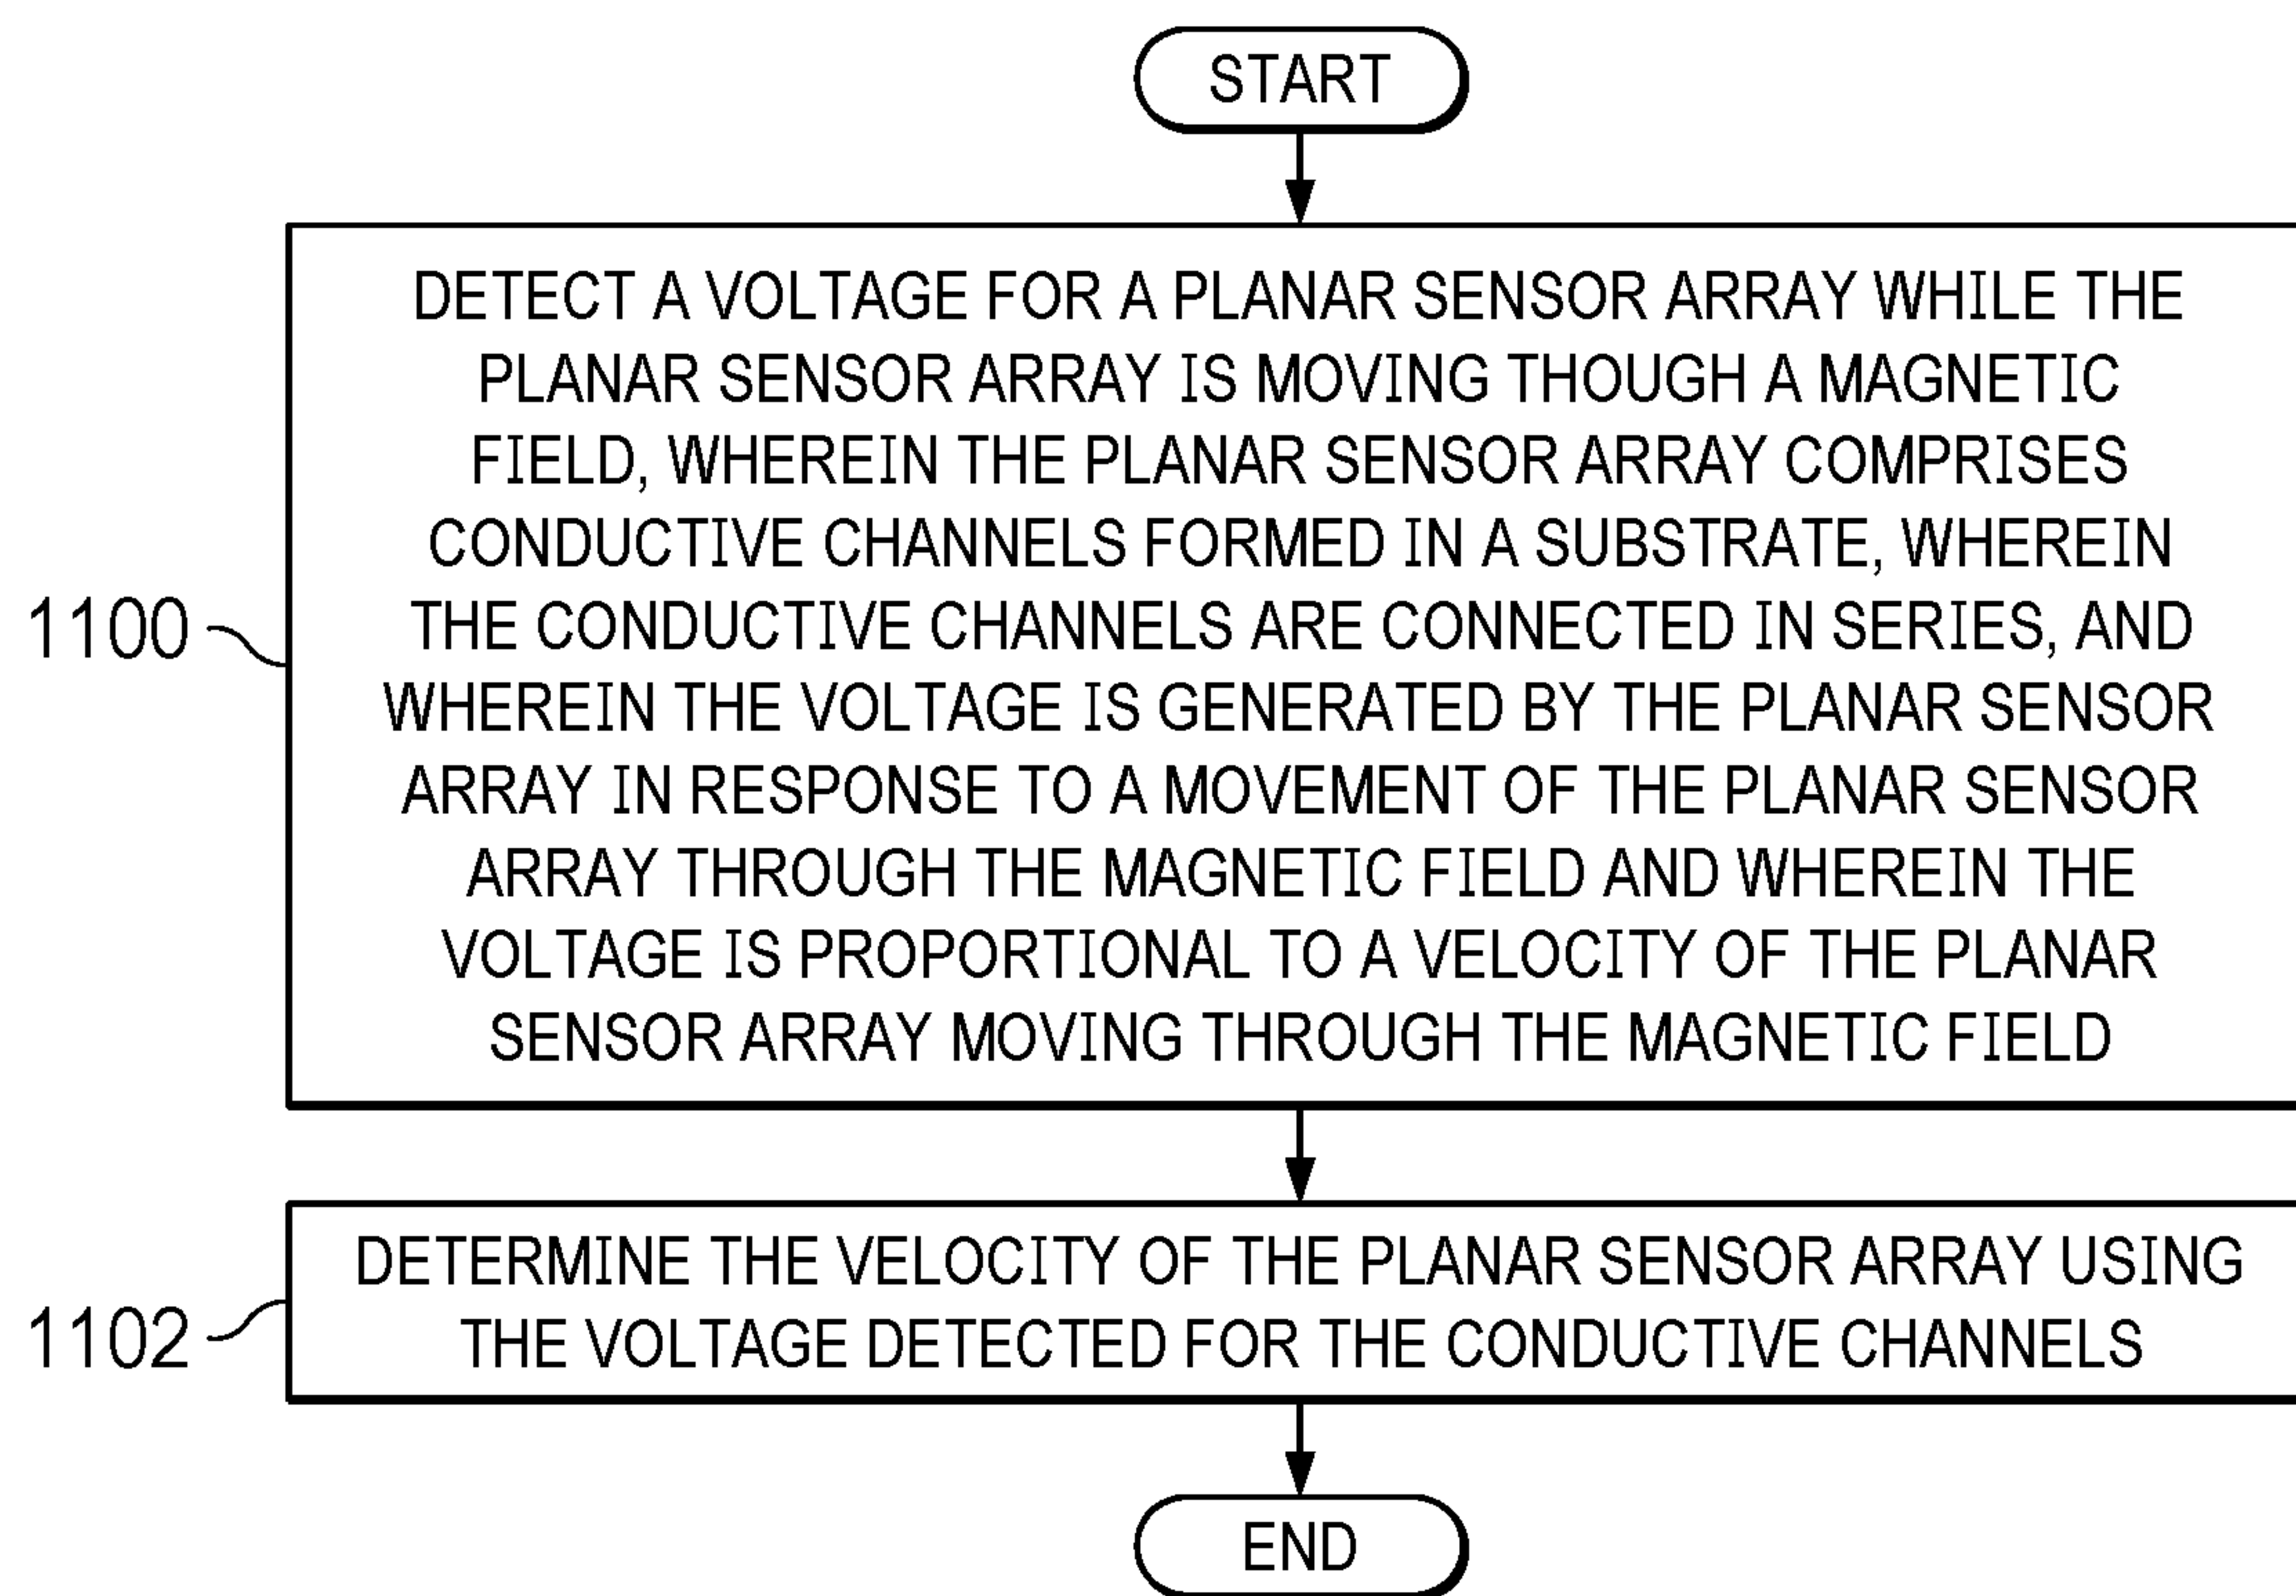 START
DETECT A VOLTAGE FOR A PLANAR SENSOR ARRAY WHILE THE
PLANAR SENSOR ARRAY IS MOVING THOUGH A MAGNETIC
FIELD, WHEREIN THE PLANAR SENSOR ARRAY COMPRISES
CONDUCTIVE CHANNELS FORMED IN A SUBSTRATE, WHEREIN
THE CONDUCTIVE CHANNELS ARE CONNECTED IN SERIES, AND
WHEREIN THE VOLTAGE IS GENERATED BY THE PLANAR SENSOR
ARRAY IN RESPONSE TO A MOVEMENT OF THE PLANAR SENSOR
ARRAY THROUGH THE MAGNETIC FIELD AND WHEREIN THE
VOLTAGE IS PROPORTIONAL TO A VELOCITY OF THE PLANAR
SENSOR ARRAY MOVING THROUGH THE MAGNETIC FIELD
1100
DETERMINE THE VELOCITY OF THE PLANAR SENSOR ARRAY USING
THE VOLTAGE DETECTED FOR THE CONDUCTIVE CHANNELS
1102
END